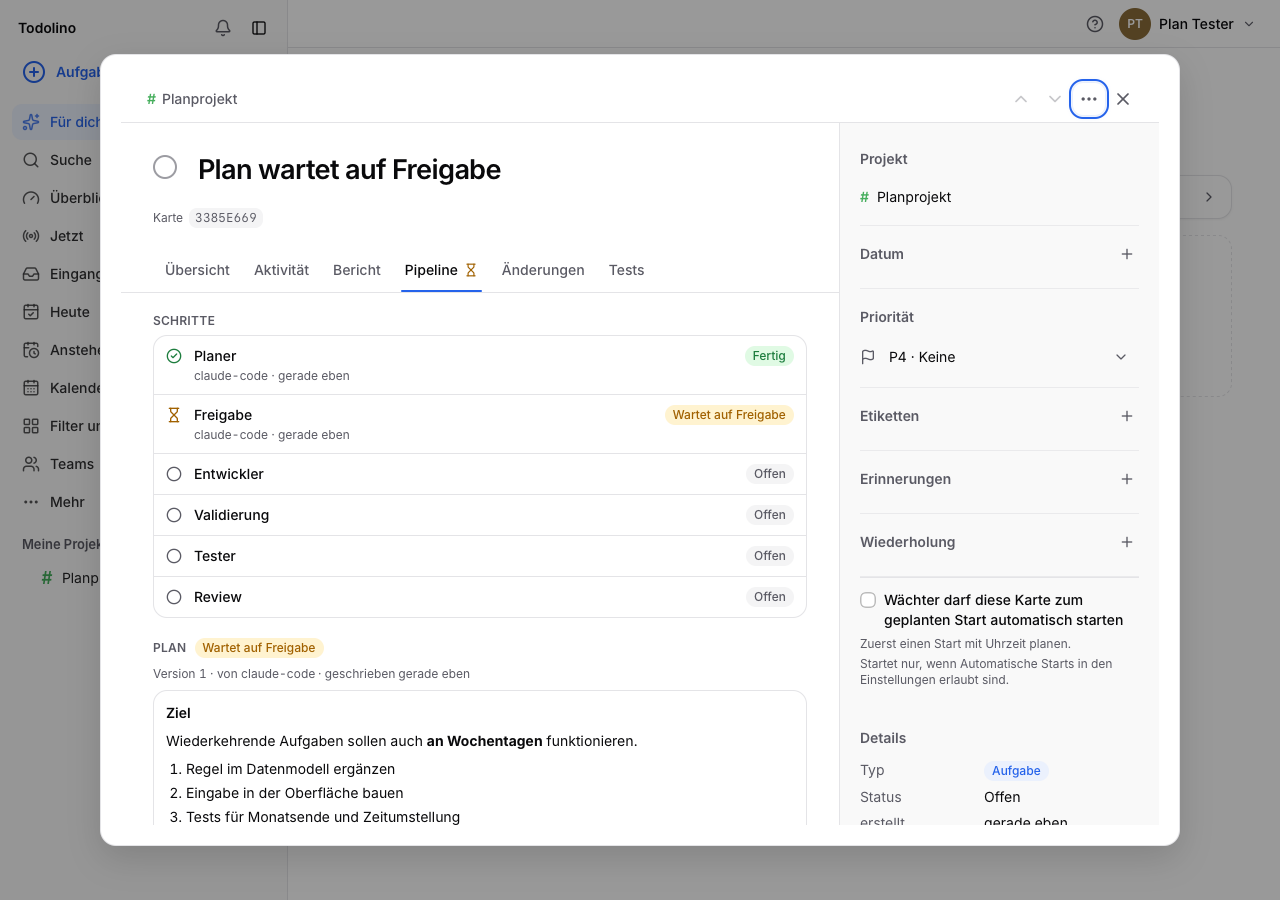 Todolino
PT Plan Tester
Aufgab
Für dich
Suche
Überblic
Jetzt
Eingang
Heute
Anstehe
Kalende
Filter un
Teams
Mehr
Meine Projek
# Planp
# Planprojekt
Plan wartet auf Freigabe
Karte 3385E669
Übersicht Aktivität Bericht Pipeline Änderungen Tests
SCHRITTE
Planer Fertig
claude-code · gerade eben
Freigabe Wartet auf Freigabe
claude-code · gerade eben
Entwickler Offen
Validierung Offen
Tester Offen
Review Offen
PLAN Wartet auf Freigabe
Version 1 · von claude-code · geschrieben gerade eben
Ziel
Wiederkehrende Aufgaben sollen auch an Wochentagen funktionieren.
1. Regel im Datenmodell ergänzen
2. Eingabe in der Oberfläche bauen
3. Tests für Monatsende und Zeitumstellung
Projekt
# Planprojekt
Datum
Priorität
P4 · Keine
Etiketten
Erinnerungen
Wiederholung
Wächter darf diese Karte zum
geplanten Start automatisch starten
Zuerst einen Start mit Uhrzeit planen.
Startet nur, wenn Automatische Starts in den
Einstellungen erlaubt sind.
Details
Typ Aufgabe
Status Offen
erstellt gerade eben